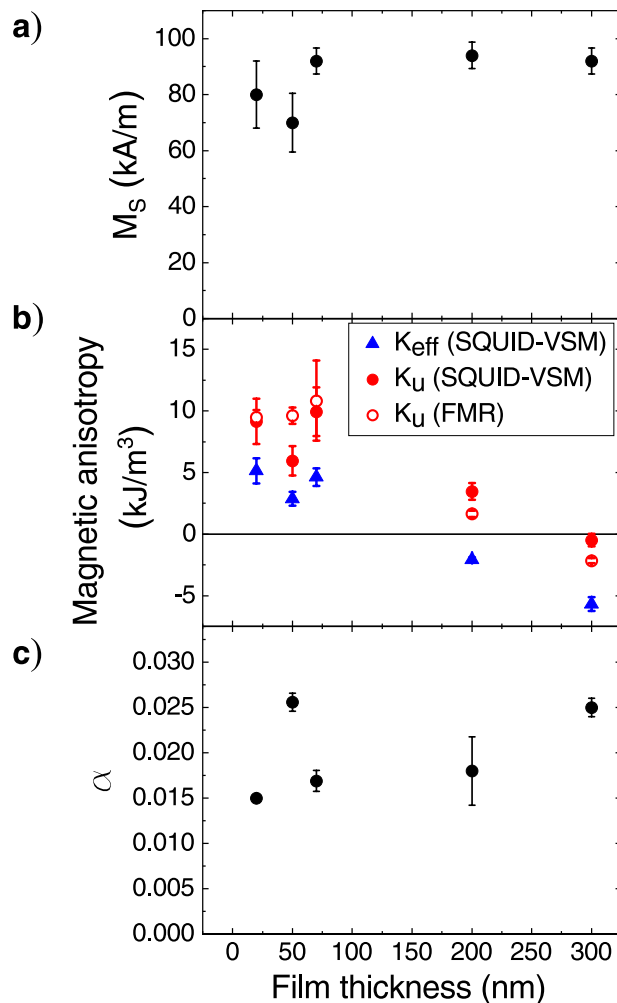 a)
100
80
60
40
20
0
M_S (kA/m)
b)
15
10
5
0
-5
Magnetic anisotropy
(kJ/m³)
K_eff (SQUID-VSM)
K_u (SQUID-VSM)
K_u (FMR)
c)
0.030
0.025
0.020
0.015
0.010
0.005
0.000
α
0 50 100 150 200 250 300
Film thickness (nm)